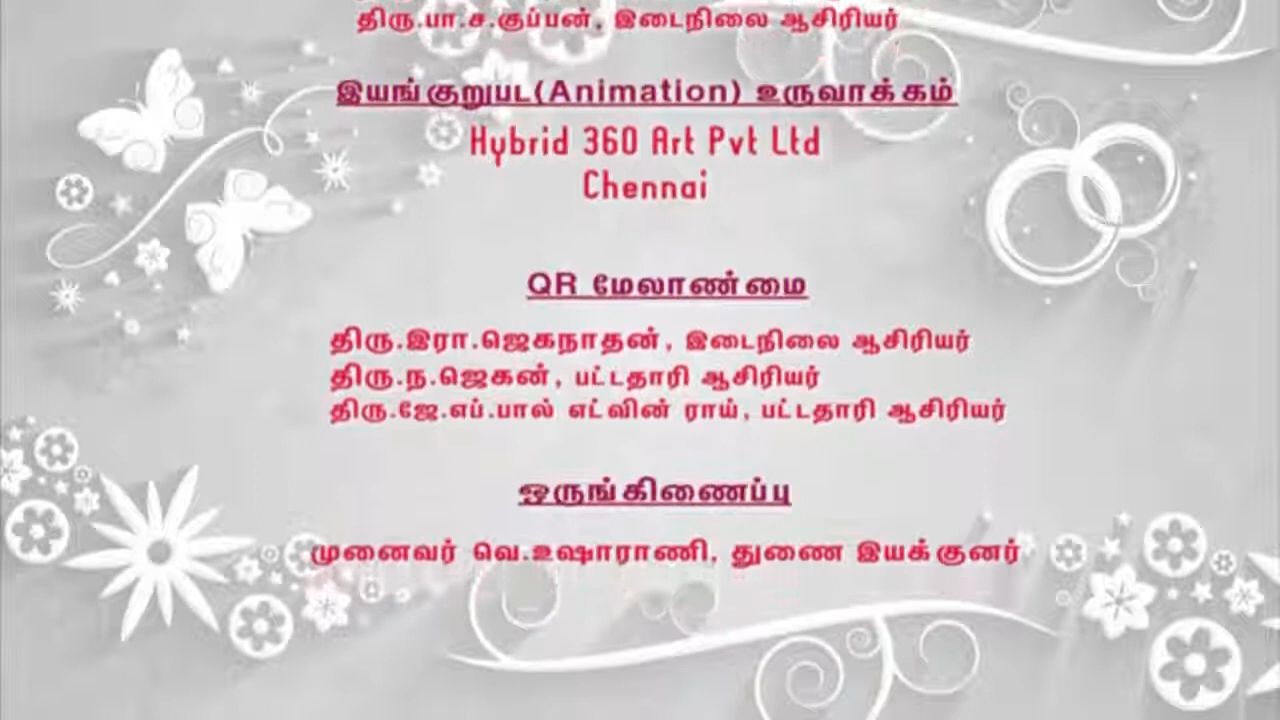 திரு.பா.ச.குப்பன், இடைநிலை ஆசிரியர்
இயங்குறுபட(Animation) உருவாக்கம்
Hybrid 360 Art Pvt Ltd
Chennai
QR மேலாண்மை
திரு.இரா.ஜெகநாதன், இடைநிலை ஆசிரியர்
திரு.ந.ஜெகன், பட்டதாரி ஆசிரியர்
திரு.ஜே.எப்.பால் எட்வின் ராய், பட்டதாரி ஆசிரியர்
ஒருங்கிணைப்பு
முனைவர் வெ.உஷாராணி, துணை இயக்குனர்